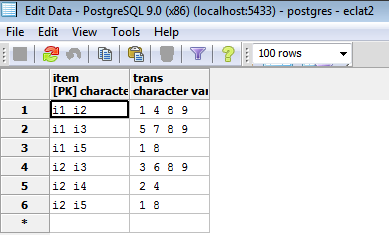 Edit Data - PostgreSQL 9.0 (x86) (localhost:5433) - postgres - eclat2
File Edit View Tools Help
100 rows
item trans
[PK] characte character var
1 i1 i2 1 4 8 9
2 i1 i3 5 7 8 9
3 i1 i5 1 8
4 i2 i3 3 6 8 9
5 i2 i4 2 4
6 i2 i5 1 8
*